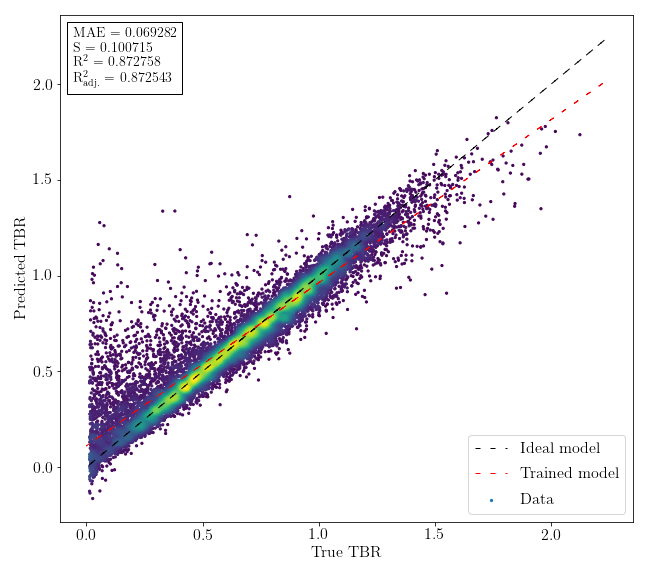 MAE = 0.069282
S = 0.100715
R² = 0.872758
R²adj. = 0.872543
Predicted TBR
2.0
1.5
1.0
0.5
0.0
Ideal model
Trained model
Data
0.0 0.5 1.0 1.5 2.0
True TBR